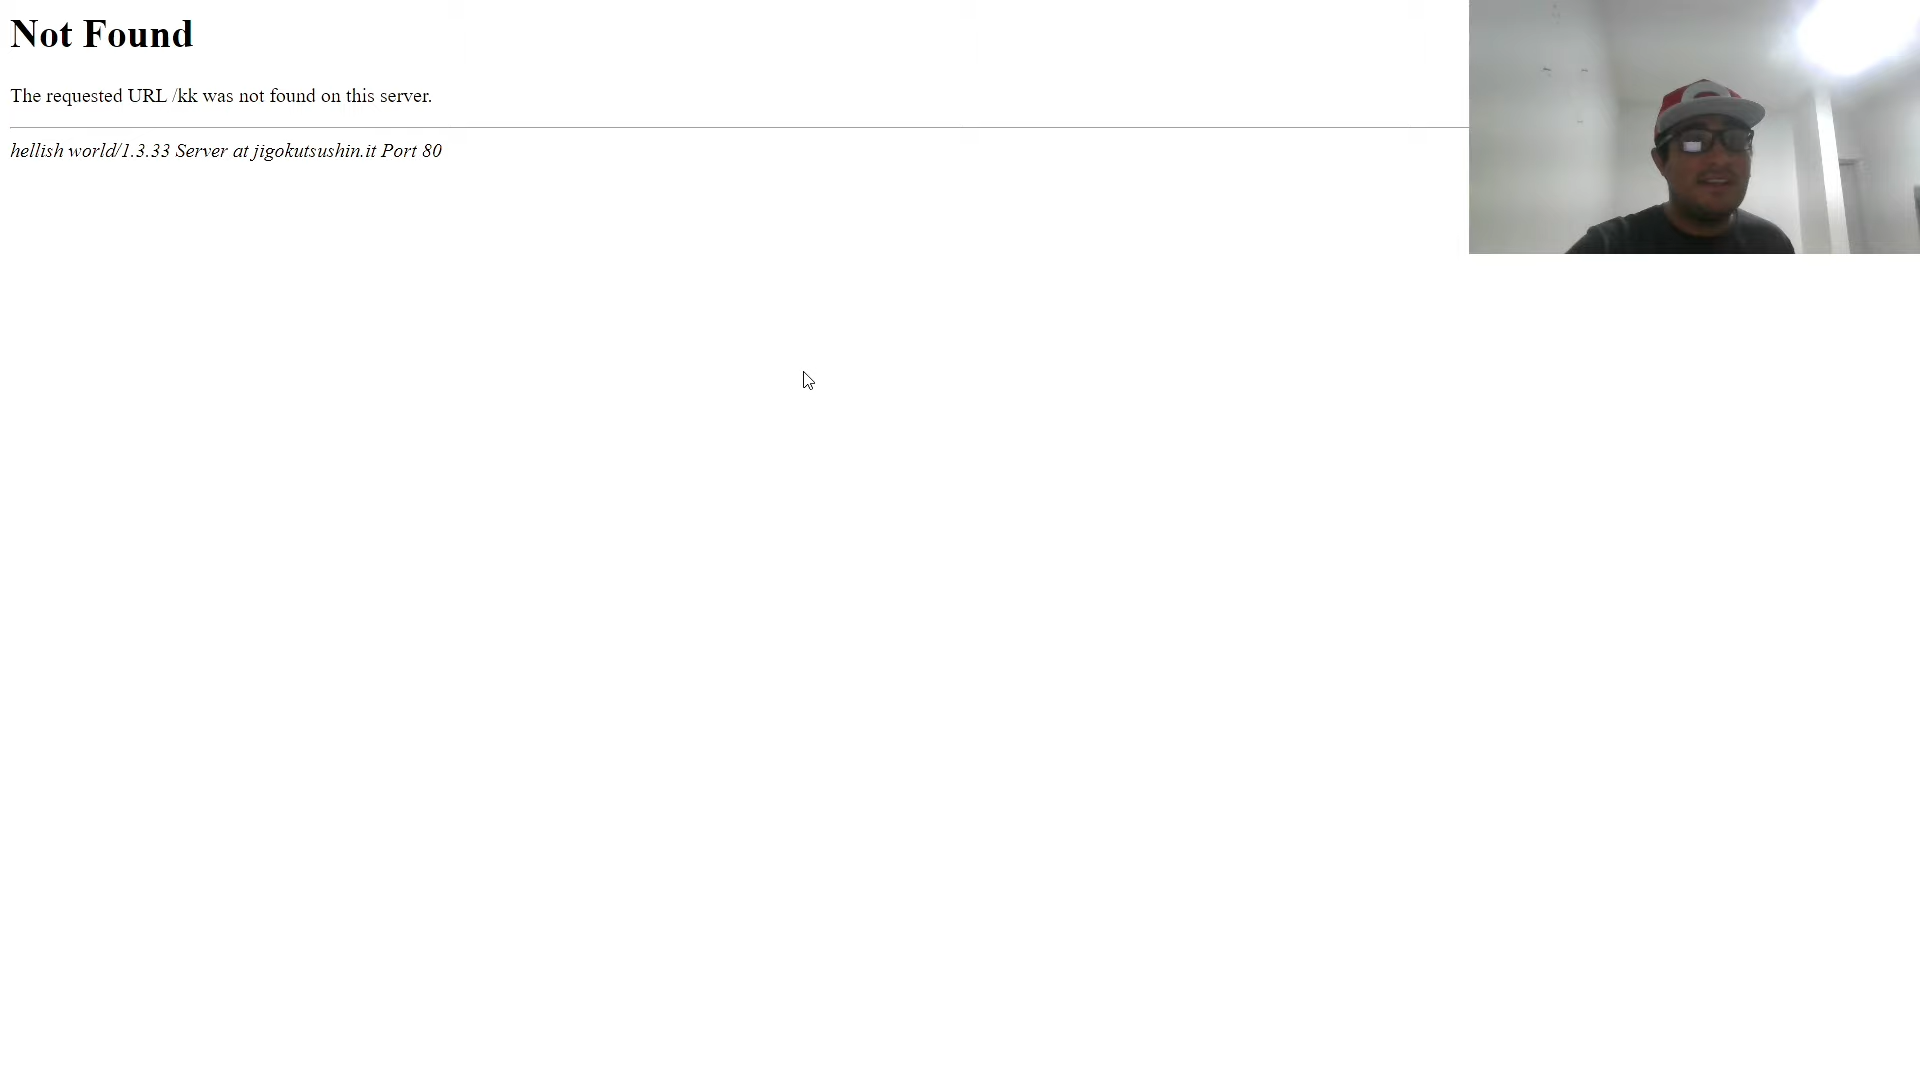 Not Found
The requested URL /kk was not found on this server.
hellish world/1.3.33 Server at jigokutsushin.it Port 80